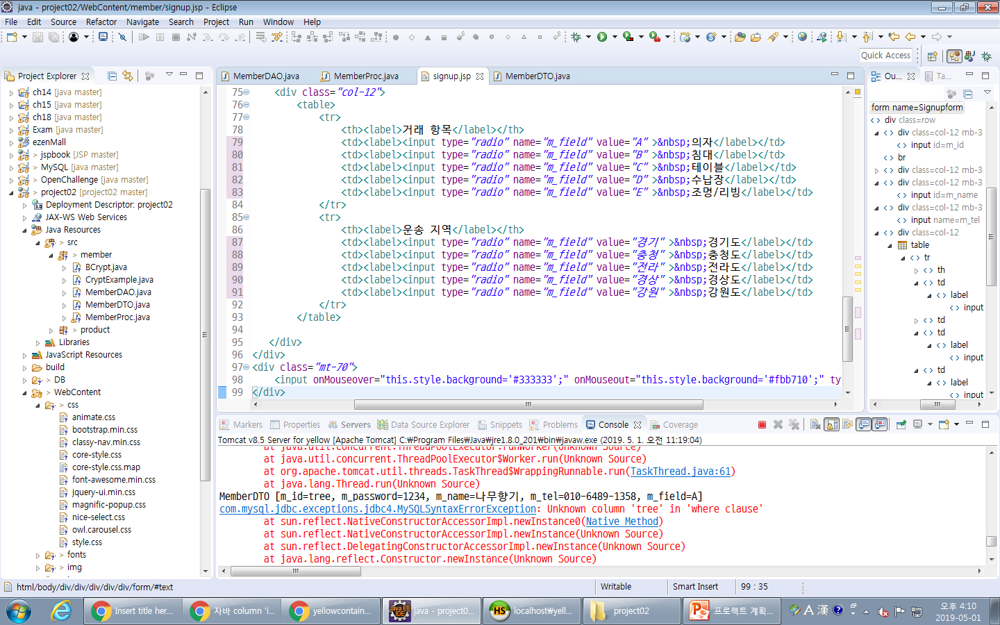 java - project02/WebContent/member/signup.jsp - Eclipse
File Edit Source Refactor Navigate Search Project Run Window Help
Quick Access
Project Explorer
MemberDAO.java
MemberProc.java
signup.jsp
MemberDTO.java
Ou...
Ta...
ch14 [java master]
ch15 [java master]
ch18 [java master]
Exam [java master]
ezenMall
> jspbook [JSP master]
> MySQL [java master]
> OpenChallenge [java master]
> project02 [project02 master]
Deployment Descriptor: project02
JAX-WS Web Services
Java Resources
> src
> member
BCrypt.java
CryptExample.java
MemberDAO.java
MemberDTO.java
MemberProc.java
> product
Libraries
JavaScript Resources
build
> DB
> WebContent
> css
animate.css
bootstrap.min.css
classy-nav.min.css
core-style.css
core-style.css.map
font-awesome.min.css
jquery-ui.min.css
magnific-popup.css
nice-select.css
owl.carousel.css
style.css
> fonts
> img
75 <div class="col-12">
76 <table>
77 <tr>
78 <th><label>거래 항목</label></th>
79 <td><label><input type="radio" name="m_field" value="A" >&nbsp;의자</label></td>
80 <td><label><input type="radio" name="m_field" value="B" >&nbsp;침대</label></td>
81 <td><label><input type="radio" name="m_field" value="C" >&nbsp;테이블</label></td>
82 <td><label><input type="radio" name="m_field" value="D" >&nbsp;수납장</label></td>
83 <td><label><input type="radio" name="m_field" value="E" >&nbsp;조명/리빙</label></td>
84 </tr>
85 <tr>
86 <th><label>운송 지역</label></th>
87 <td><label><input type="radio" name="m_field" value="경기" >&nbsp;경기도</label></td>
88 <td><label><input type="radio" name="m_field" value="충청" >&nbsp;충청도</label></td>
89 <td><label><input type="radio" name="m_field" value="전라" >&nbsp;전라도</label></td>
90 <td><label><input type="radio" name="m_field" value="경상" >&nbsp;경상도</label></td>
91 <td><label><input type="radio" name="m_field" value="강원" >&nbsp;강원도</label></td>
92 </tr>
93 </table>
94
95 </div>
96 </div>
97 <div class="mt-70">
98 <input onMouseover="this.style.background='#333333';" onMouseout="this.style.background='#fbb710';" ty
99 </div>
form name=Signupform
div class=row
div class=col-12 mb-3
input id=m_id
br
div class=col-12 mb-3
div class=col-12 mb-3
input id=m_name
div class=col-12 mb-3
input name=m_tel
div class=col-12
table
tr
th
td
label
input
td
td
label
input
td
label
input
Markers Properties Servers Data Source Explorer Snippets Problems Console Coverage
Tomcat v8.5 Server for yellow [Apache Tomcat] C:₩Program Files₩Java₩jre1.8.0_201₩bin₩javaw.exe (2019. 5. 1. 오전 11:19:04)
at java.util.concurrent.ThreadPoolExecutor.runWorker(Unknown Source)
at java.util.concurrent.ThreadPoolExecutor$Worker.run(Unknown Source)
at org.apache.tomcat.util.threads.TaskThread$WrappingRunnable.run(TaskThread.java:61)
at java.lang.Thread.run(Unknown Source)
MemberDTO [m_id=tree, m_password=1234, m_name=나무향기, m_tel=010-6489-1358, m_field=A]
com.mysql.jdbc.exceptions.jdbc4.MySQLSyntaxErrorException: Unknown column 'tree' in 'where clause'
at sun.reflect.NativeConstructorAccessorImpl.newInstance0(Native Method)
at sun.reflect.NativeConstructorAccessorImpl.newInstance(Unknown Source)
at sun.reflect.DelegatingConstructorAccessorImpl.newInstance(Unknown Source)
at java.lang.reflect.Constructor.newInstance(Unknown Source)
html/body/div/div/div/div/div/form/#text
Writable
Smart Insert
99 : 35
Insert title her...
자바 column 'i...
yellowcontain...
java - project0...
localhost₩yell...
project02
프로젝트 계획...
A 漢
오후 4:10
2019-05-01